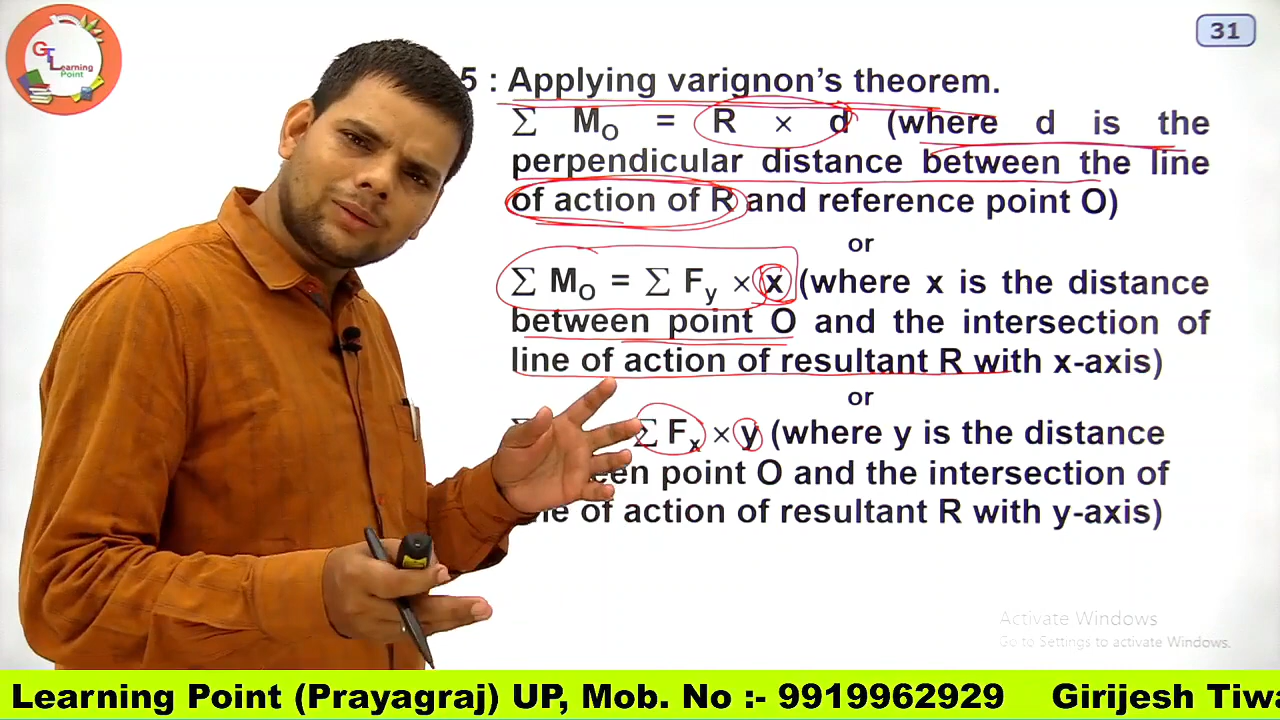 31
GTL
Learning
Point
5 : Applying varignon's theorem.
∑ M₀ = R × d (where d is the
perpendicular distance between the line
of action of R and reference point O)
or
∑ M₀ = ∑ Fy × x (where x is the distance
between point O and the intersection of
line of action of resultant R with x-axis)
or
∑ Fx × y (where y is the distance
een point O and the intersection of
of action of resultant R with y-axis)
Activate Windows
Go to Settings to activate Windows.
Learning Point (Prayagraj) UP, Mob. No :- 9919962929 Girijesh Tiwa